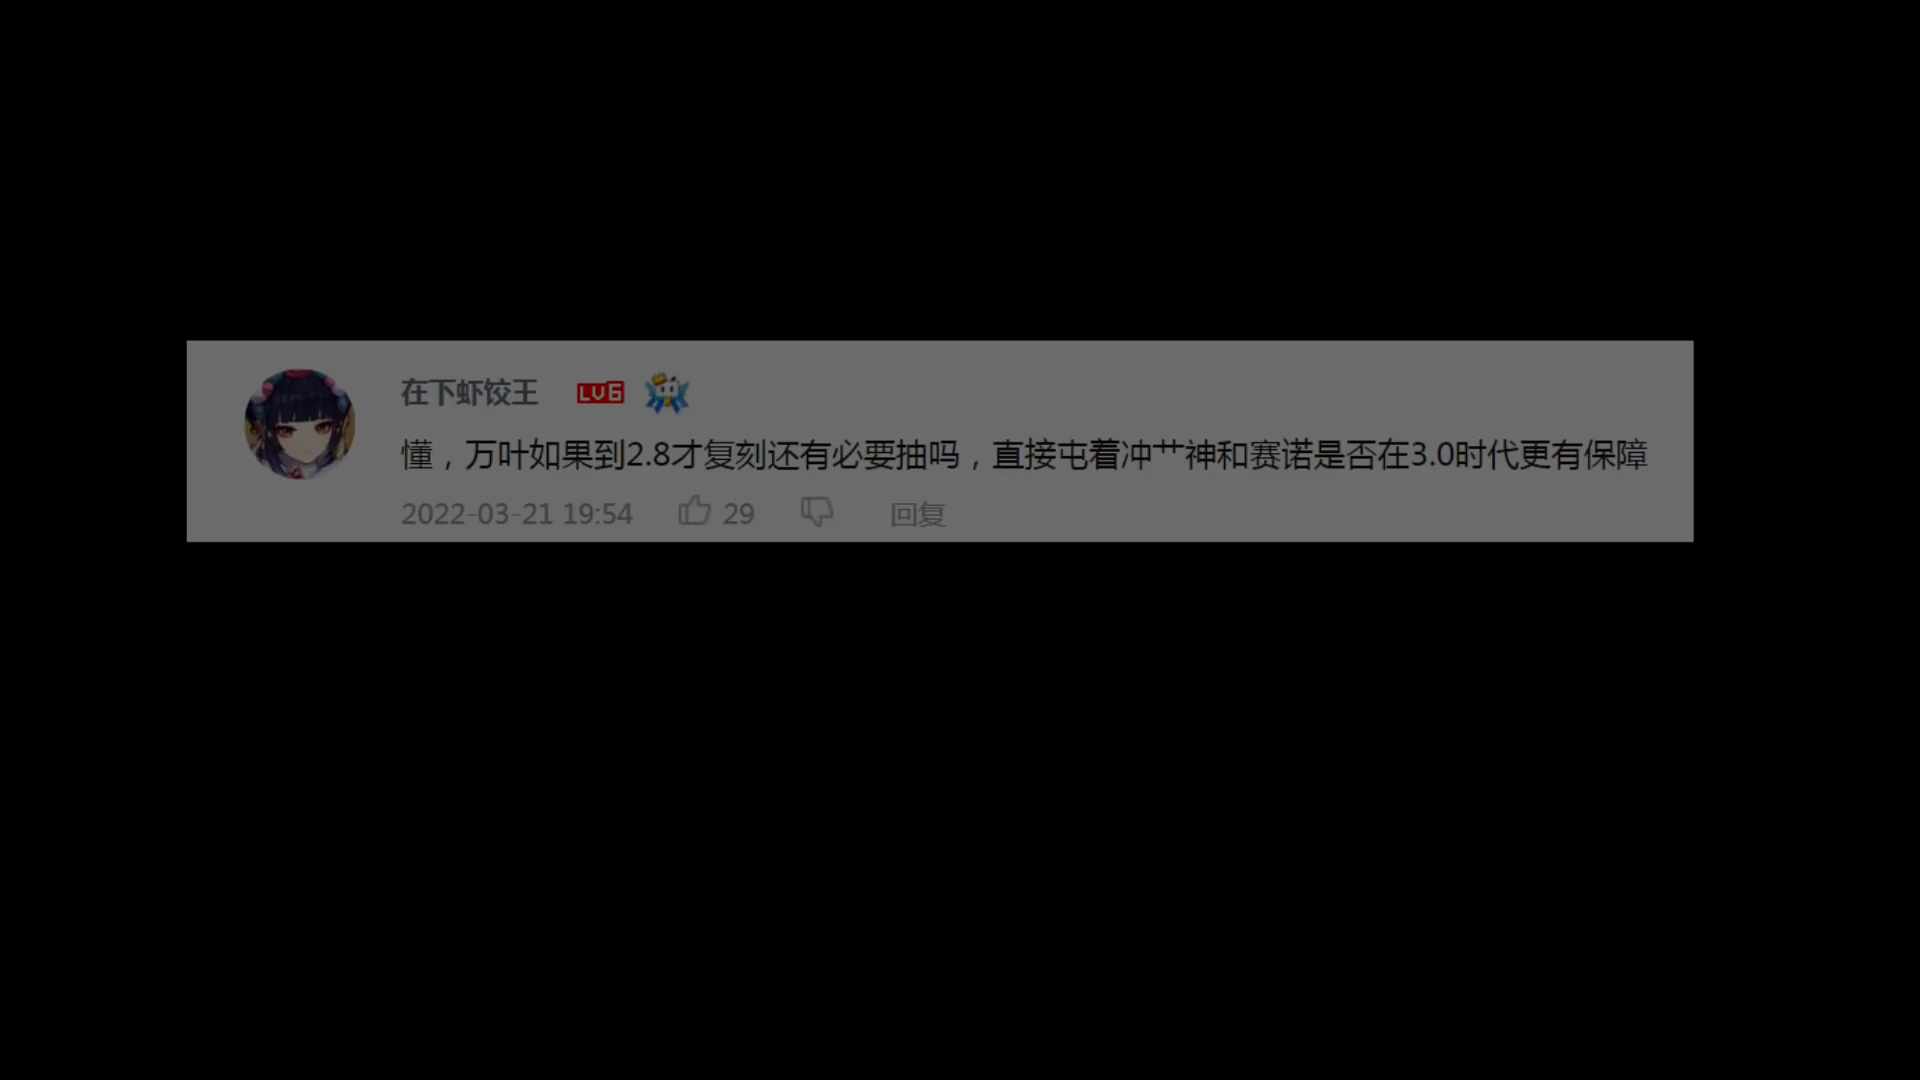 在下虾饺王 LV6
懂，万叶如果到2.8才复刻还有必要抽吗，直接屯着冲艹神和赛诺是否在3.0时代更有保障
2022-03-21 19:54 29 回复